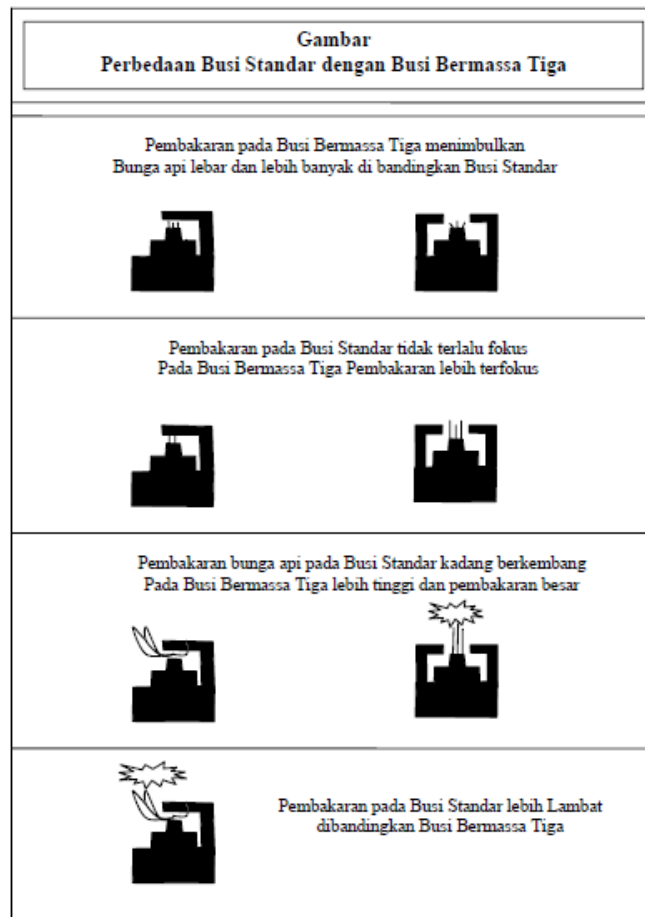 Gambar
Perbedaan Busi Standar dengan Busi Bermassa Tiga
Pembakaran pada Busi Bermassa Tiga menimbulkan
Bunga api lebar dan lebih banyak di bandingkan Busi Standar
Pembakaran pada Busi Standar tidak terlalu fokus
Pada Busi Bermassa Tiga Pembakaran lebih terfokus
Pembakaran bunga api pada Busi Standar kadang berkembang
Pada Busi Bermassa Tiga lebih tinggi dan pembakaran besar
Pembakaran pada Busi Standar lebih Lambat
dibandingkan Busi Bermassa Tiga